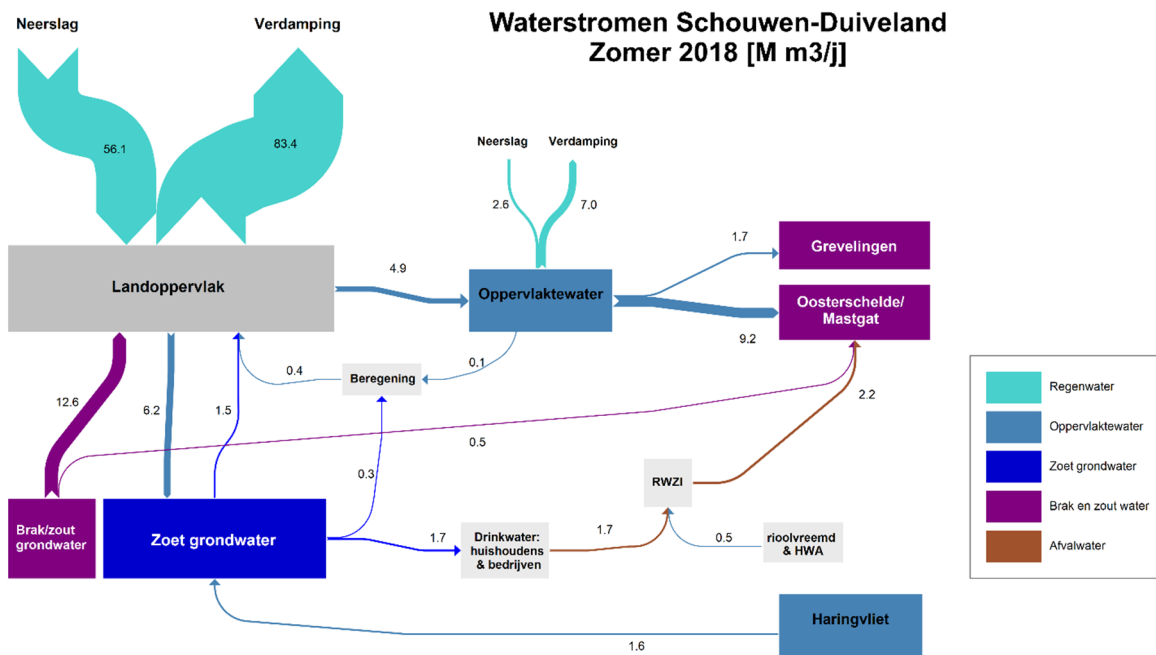 Waterstromen Schouwen-Duiveland
Zomer 2018 [M m3/j]
Neerslag
Verdamping
56.1
83.4
Neerslag
Verdamping
2.6
7.0
Landoppervlak
4.9
Oppervlaktewater
1.7
Grevelingen
Oosterschelde/
Mastgat
9.2
0.1
Beregening
0.4
12.6
6.2
1.5
0.5
2.2
0.3
Brak/zout
grondwater
Zoet grondwater
1.7
Drinkwater:
huishoudens
& bedrijven
1.7
RWZI
0.5
rioolvreemd
& HWA
Haringvliet
1.6
Regenwater
Oppervlaktewater
Zoet grondwater
Brak en zout water
Afvalwater